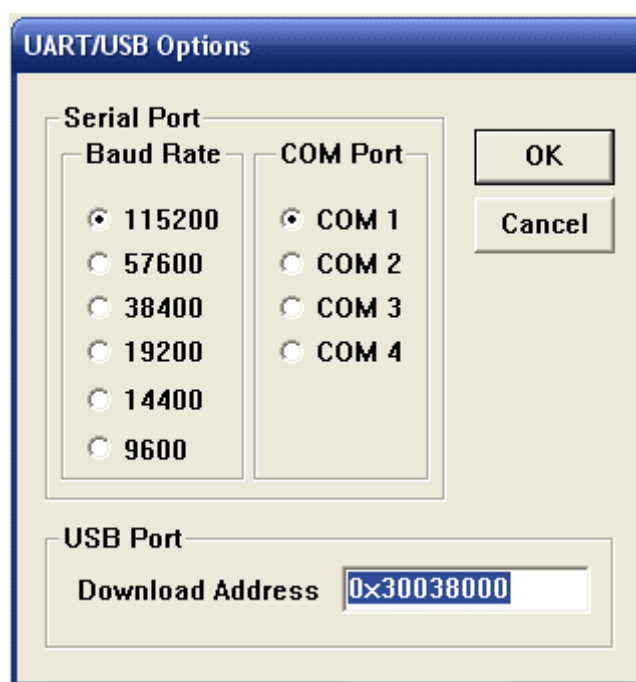 UART/USB Options
Serial Port
Baud Rate
COM Port
OK
Cancel
115200
57600
38400
19200
14400
9600
COM 1
COM 2
COM 3
COM 4
USB Port
Download Address 0x30038000